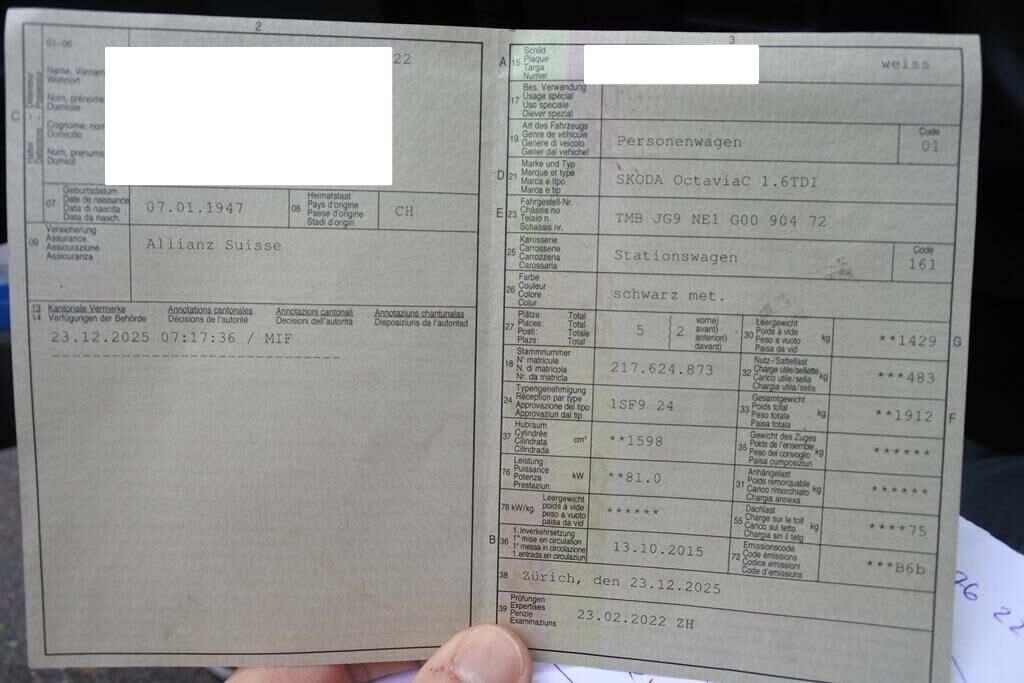 2
01-06
22
C
Name, Vornam
Wohnort
Nom, prénoms
Domicile
Cognome, nom
Domicilio
Num, prenums
Domicil
07
Geburtsdatum
Date de naissance
Data di nascita
Data da nasch.
07.01.1947
08
Heimatstaat
Pays d'origine
Paese d'origine
Stadi d'origin
CH
09
Versicherung
Assurance
Assicurazione
Assicuranza
Allianz Suisse
13
14
Kantonale Vermerke
Verfügungen der Behörde
Annotations cantonales
Décisions de l'autorité
Annotazioni cantonali
Decisioni dell'autorità
Annotaziuns chantunalas
Disposiziuns da l'autoritad
23.12.2025 07:17:36 / MIF
3
A
15
Schild
Plaque
Targa
Numer
weiss
17
Bes. Verwendung
Usage spécial
Uso speciale
Diever spezial
19
Art des Fahrzeugs
Genre de véhicule
Genere di veicolo
Gener dal vehichel
Personenwagen
Code
01
D
21
Marke und Typ
Marque et type
Marca e tipo
Marca e tip
SKODA OctaviaC 1.6TDI
E
23
Fahrgestell-Nr.
Châssis no
Telaio n.
Schassis nr.
TMB JG9 NE1 G00 904 72
25
Karosserie
Carrosserie
Carrozzeria
Carossaria
Stationswagen
Code
161
26
Farbe
Couleur
Colore
Colur
schwarz met.
27
Plätze: Total
Places: Total
Posti: Totale
Plazs: Total
5
2
vorne)
avant)
anteriori)
davant)
30
Leergewicht
Poids à vide
Peso a vuoto
Paisa da vid
kg
**1429
G
18
Stammnummer
N° matricule
N. di matricola
Nr. da matricla
217.624.873
32
Nutz-/Sattellast
Charge utile/sellette
Carico utile/sella
Chargia utila/sella
kg
***483
24
Typengenehmigung
Réception par type
Approvazione del tipo
Approvaziun dal tip
1SF9 24
33
Gesamtgewicht
Poids total
Peso totale
Paisa totala
kg
**1912
F
37
Hubraum
Cylindrée
Cilindrata
Cilindrada
cm³
**1598
35
Gewicht des Zuges
Poids de l'ensemble
Peso del convoglio
Paisa cumposiziun
kg
******
76
Leistung
Puissance
Potenza
Prestaziun
kW
**81.0
31
Anhängelast
Poids remorquable
Carico rimorchiato
Chargia annexa
kg
******
78 kW/kg
Leergewicht
poids à vide
peso a vuoto
paisa da vid
******
55
Dachlast
Charge sur le toit
Carico sul tetto
Chargia sin il tetg
kg
****75
B
36
1. Inverkehrsetzung
1re mise en circulation
1a messa in circolazione
1. entrada en circulaziun
13.10.2015
72
Emissionscode
Code émissions
Codice emissioni
Code d'emissiuns
***B6b
38
Zürich, den 23.12.2025
39
Prüfungen
Expertises
Perizie
Examinaziuns
23.02.2022 ZH